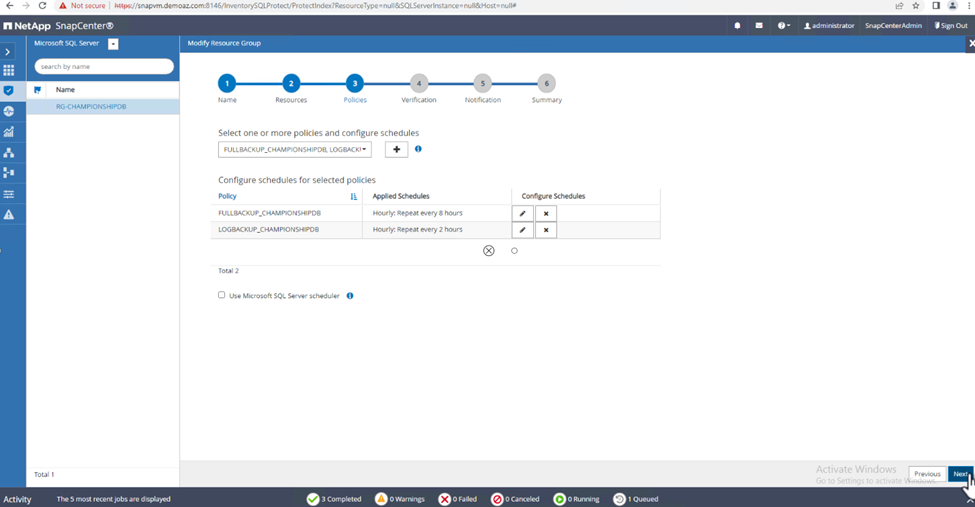 Not secure | https://snapvm.demoaz.com:8146/InventorySQLProtect/ProtectIndex?ResourceType=null&SQLServerInstance=null&Host=null#
NetApp SnapCenter®
administrator SnapCenterAdmin Sign Out
Microsoft SQL Server
Modify Resource Group
search by name
Name
RG-CHAMPIONSHIPDB
1 2 3 4 5 6
Name Resources Policies Verification Notification Summary
Select one or more policies and configure schedules
FULLBACKUP_CHAMPIONSHIPDB, LOGBACKU
Configure schedules for selected policies
Policy Applied Schedules Configure Schedules
FULLBACKUP_CHAMPIONSHIPDB Hourly: Repeat every 8 hours
LOGBACKUP_CHAMPIONSHIPDB Hourly: Repeat every 2 hours
Total 2
Use Microsoft SQL Server scheduler
Total 1
Activate Windows
Go to Settings to activate Windows.
Previous Next
Activity The 5 most recent jobs are displayed 3 Completed 0 Warnings 0 Failed 0 Canceled 0 Running 1 Queued